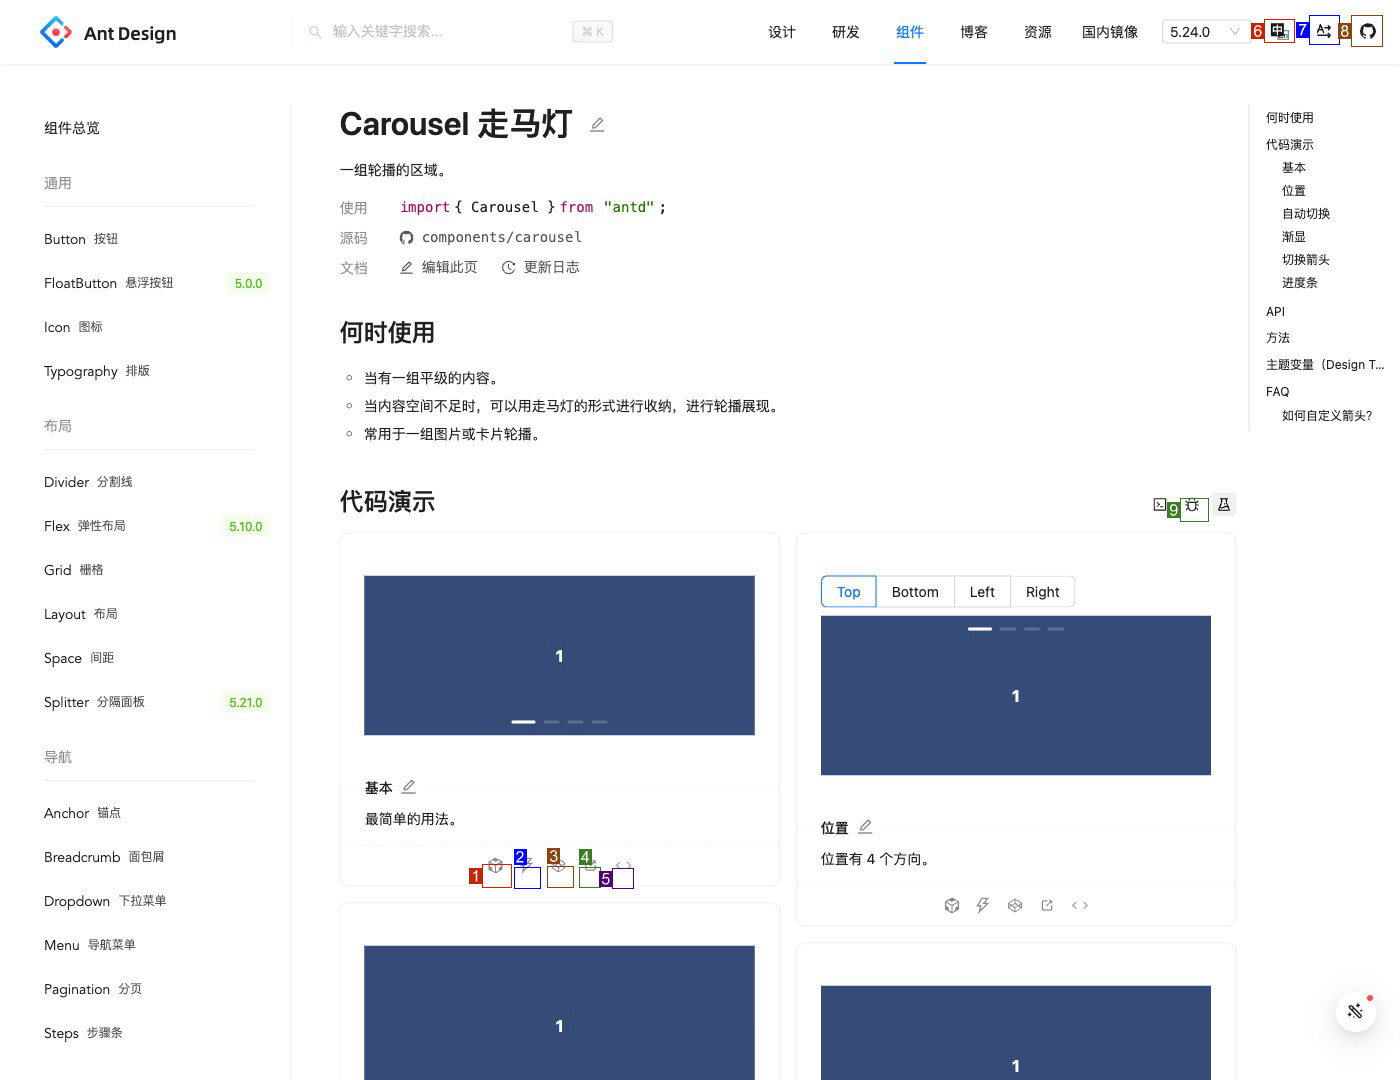 Ant Design
输入关键字搜索...
⌘ K
设计
研发
组件
博客
资源
国内镜像
5.24.0
6
中
7
8
组件总览
通用
Button 按钮
FloatButton 悬浮按钮 5.0.0
Icon 图标
Typography 排版
布局
Divider 分割线
Flex 弹性布局 5.10.0
Grid 栅格
Layout 布局
Space 间距
Splitter 分隔面板 5.21.0
导航
Anchor 锚点
Breadcrumb 面包屑
Dropdown 下拉菜单
Menu 导航菜单
Pagination 分页
Steps 步骤条
Carousel 走马灯
一组轮播的区域。
使用 import { Carousel } from "antd";
源码 components/carousel
文档 编辑此页 更新日志
何时使用
当有一组平级的内容。
当内容空间不足时，可以用走马灯的形式进行收纳，进行轮播展现。
常用于一组图片或卡片轮播。
代码演示
9
1
基本
最简单的用法。
1
2
3
4
5
1
Top Bottom Left Right
1
位置
位置有 4 个方向。
1
何时使用
代码演示
基本
位置
自动切换
渐显
切换箭头
进度条
API
方法
主题变量（Design T...
FAQ
如何自定义箭头?